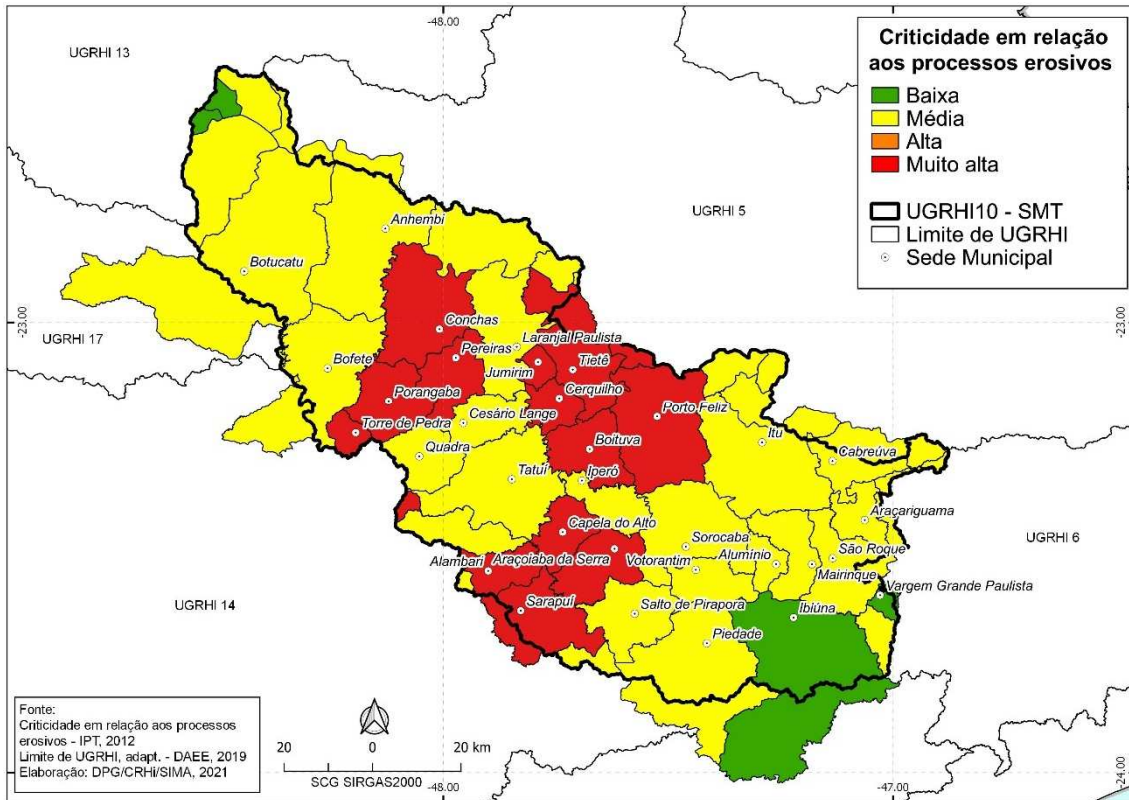 -48.00
-47.00
UGRHI 13
Criticidade em relação
aos processos erosivos
Baixa
Média
Alta
Muito alta
UGRHI10 - SMT
Limite de UGRHI
Sede Municipal
UGRHI 5
Anhembi
Botucatu
-23.00
-23.00
UGRHI 17
Conchas
Laranjal Paulista
Pereiras
Bofete
Jumirim
Tietê
Porangaba
Cerquilho
Porto Feliz
Torre de Pedra
Cesário Lange
Quadra
Boituva
Itu
Cabreúva
Tatuí
Iperó
Araçariguama
Capela do Alto
Sorocaba
UGRHI 6
Alambari
Araçoiaba da Serra
Votorantim
Alumínio
São Roque
Mairinque
Vargem Grande Paulista
UGRHI 14
Sarapuí
Salto de Pirapora
Ibiúna
Piedade
Fonte:
Criticidade em relação aos processos
erosivos - IPT, 2012
Limite de UGRHI, adapt. - DAEE, 2019
Elaboração: DPG/CRHi/SIMA, 2021
20 0 20 km
SCG SIRGAS2000
-48.00
-47.00
-24.00